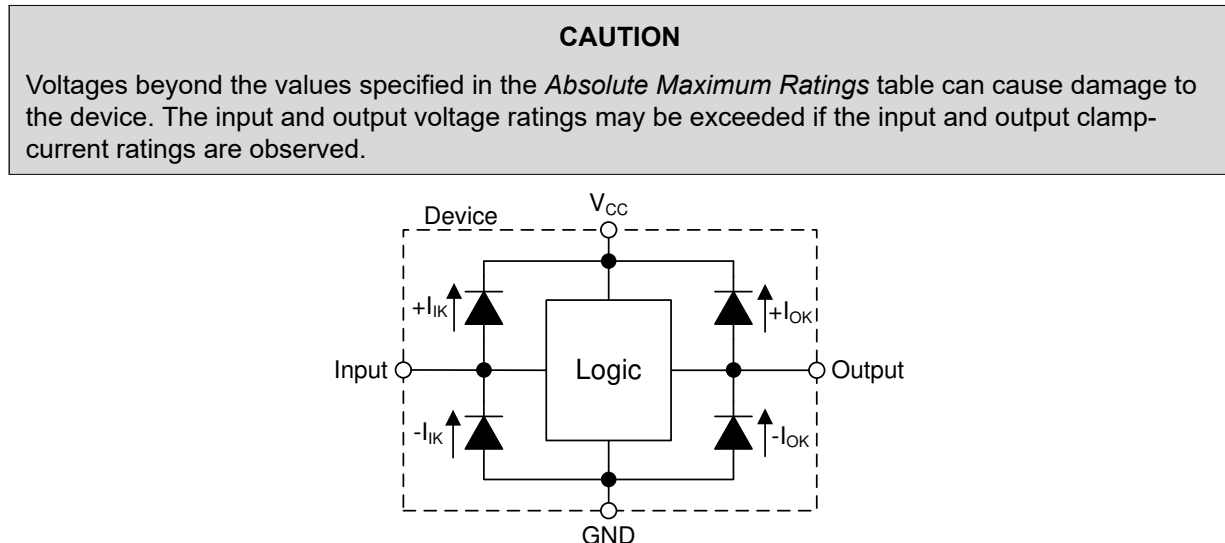 CAUTION
Voltages beyond the values specified in the Absolute Maximum Ratings table can cause damage to
the device. The input and output voltage ratings may be exceeded if the input and output clamp-
current ratings are observed.
VCC
Device
+IIK
+IOK
Input
Logic
Output
-IIK
-IOK
GND